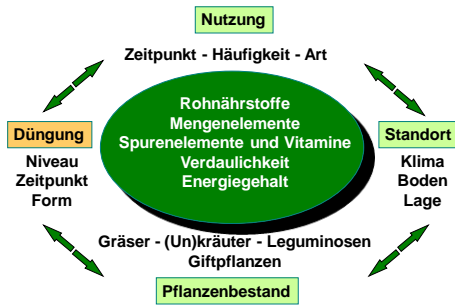 Nutzung
Zeitpunkt - Häufigkeit - Art
Rohnährstoffe
Mengenelemente
Spurenelemente und Vitamine
Verdaulichkeit
Energiegehalt
Düngung
Niveau
Zeitpunkt
Form
Standort
Klima
Boden
Lage
Gräser - (Un)kräuter - Leguminosen
Giftpflanzen
Pflanzenbestand